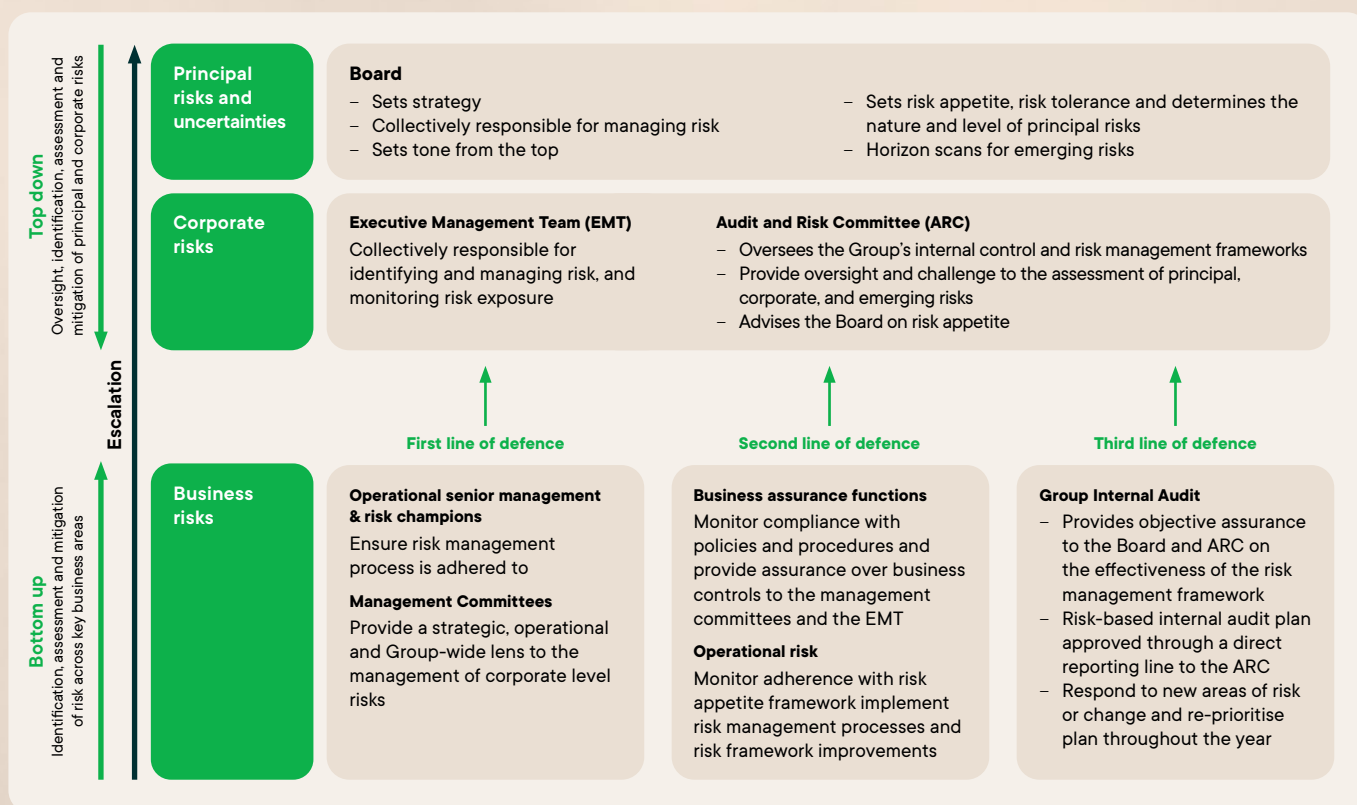 Top down
Oversight, identification, assessment and
mitigation of principal and corporate risks
Escalation
Bottom up
Identification, assessment and mitigation
of risk across key business areas
Principal
risks and
uncertainties
Board
– Sets strategy
– Collectively responsible for managing risk
– Sets tone from the top
– Sets risk appetite, risk tolerance and determines the
nature and level of principal risks
– Horizon scans for emerging risks
Corporate
risks
Executive Management Team (EMT)
Collectively responsible for
identifying and managing risk, and
monitoring risk exposure
Audit and Risk Committee (ARC)
– Oversees the Group’s internal control and risk management frameworks
– Provide oversight and challenge to the assessment of principal,
corporate, and emerging risks
– Advises the Board on risk appetite
Business
risks
First line of defence
Operational senior management
& risk champions
Ensure risk management
process is adhered to
Management Committees
Provide a strategic, operational
and Group-wide lens to the
management of corporate level
risks
Second line of defence
Business assurance functions
Monitor compliance with
policies and procedures and
provide assurance over business
controls to the management
committees and the EMT
Operational risk
Monitor adherence with risk
appetite framework implement
risk management processes and
risk framework improvements
Third line of defence
Group Internal Audit
– Provides objective assurance
to the Board and ARC on
the effectiveness of the risk
management framework
– Risk-based internal audit plan
approved through a direct
reporting line to the ARC
– Respond to new areas of risk
or change and re-prioritise
plan throughout the year